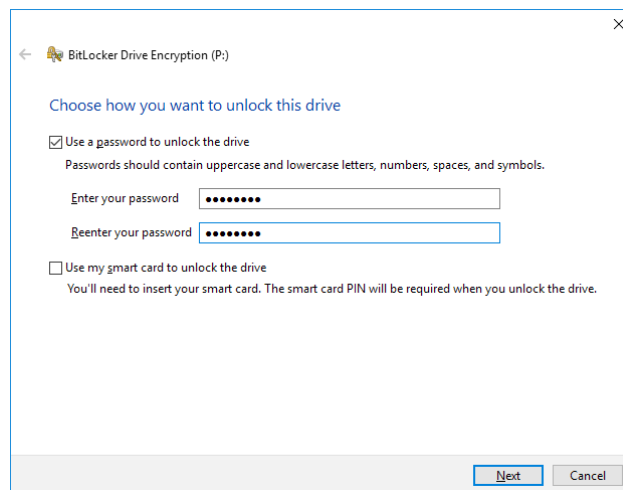 BitLocker Drive Encryption (P:)
Choose how you want to unlock this drive
Use a password to unlock the drive
Passwords should contain uppercase and lowercase letters, numbers, spaces, and symbols.
Enter your password ●●●●●●●●
Reenter your password ●●●●●●●●
Use my smart card to unlock the drive
You'll need to insert your smart card. The smart card PIN will be required when you unlock the drive.
Next Cancel